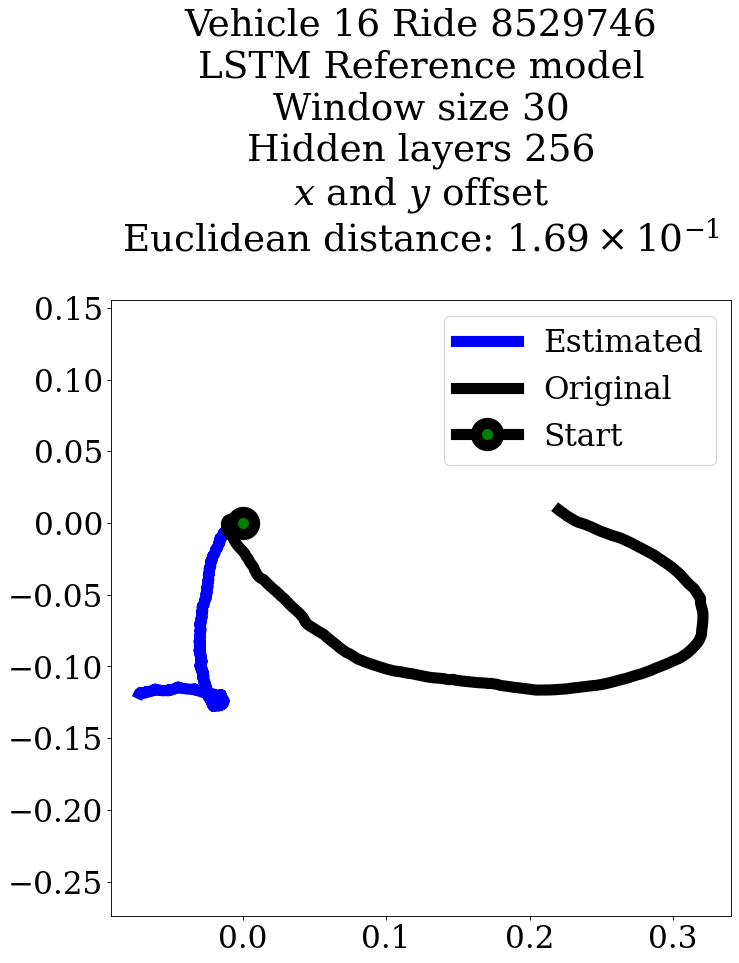 Vehicle 16 Ride 8529746
LSTM Reference model
Window size 30
Hidden layers 256
x and y offset
Euclidean distance: 1.69 × 10⁻¹
Estimated
Original
Start
0.15
0.10
0.05
0.00
−0.05
−0.10
−0.15
−0.20
−0.25
0.0 0.1 0.2 0.3